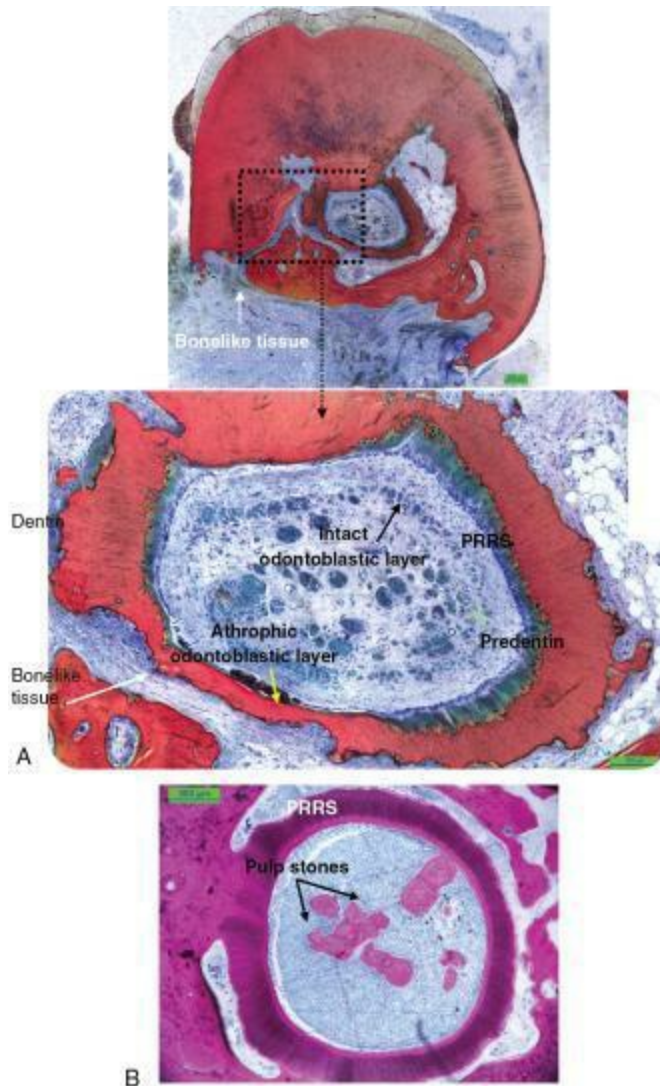 Bonelike tissue
Intact
odontoblastic layer
PRRS
Dentin
Athrophic
odontoblastic layer
Predentin
Bonelike
tissue
A
PRRS
Pulp stones
B